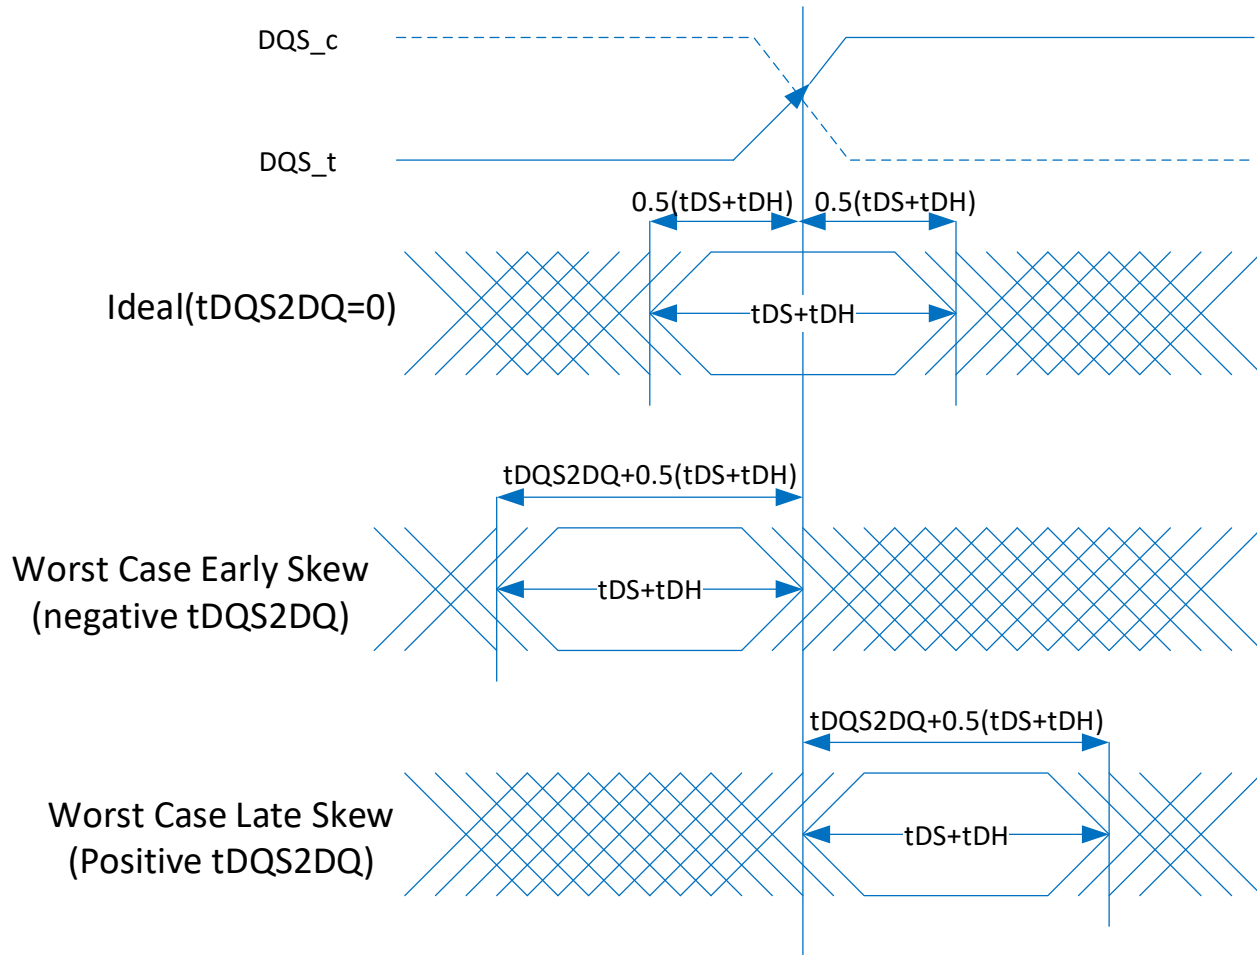 DQS_c
DQS_t
0.5(tDS+tDH) 0.5(tDS+tDH)
Ideal(tDQS2DQ=0)
tDS+tDH
tDQS2DQ+0.5(tDS+tDH)
Worst Case Early Skew
(negative tDQS2DQ)
tDS+tDH
tDQS2DQ+0.5(tDS+tDH)
Worst Case Late Skew
(Positive tDQS2DQ)
tDS+tDH